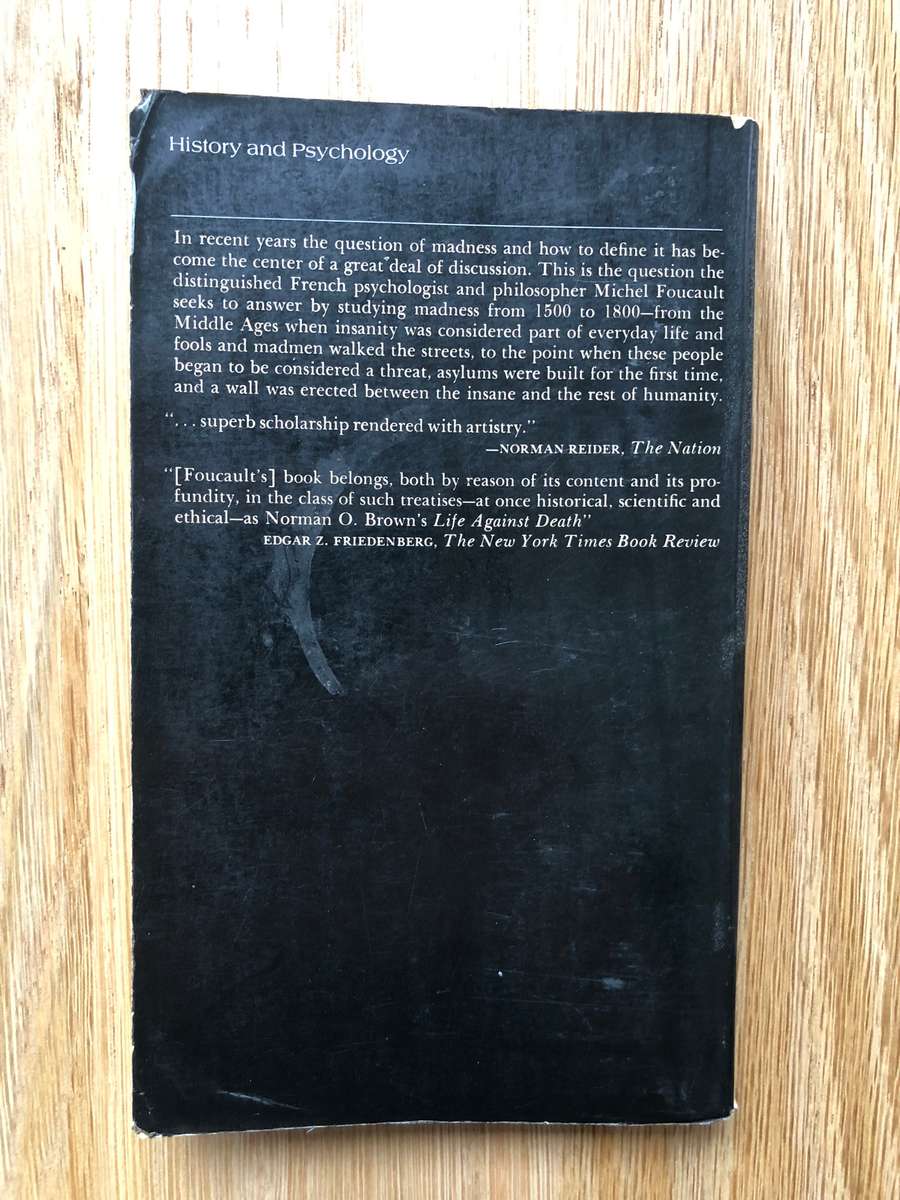 History and Psychology
In recent years the question of madness and how to define it has be-
come the center of a great deal of discussion. This is the question the
distinguished French psychologist and philosopher Michel Foucault
seeks to answer by studying madness from 1500 to 1800—from the
Middle Ages when insanity was considered part of everyday life and
fools and madmen walked the streets, to the point when these people
began to be considered a threat, asylums were built for the first time,
and a wall was erected between the insane and the rest of humanity.
“. . . superb scholarship rendered with artistry.”
—NORMAN REIDER, The Nation
“[Foucault's] book belongs, both by reason of its content and its pro-
fundity, in the class of such treatises—at once historical, scientific and
ethical—as Norman O. Brown's Life Against Death”
EDGAR Z. FRIEDENBERG, The New York Times Book Review